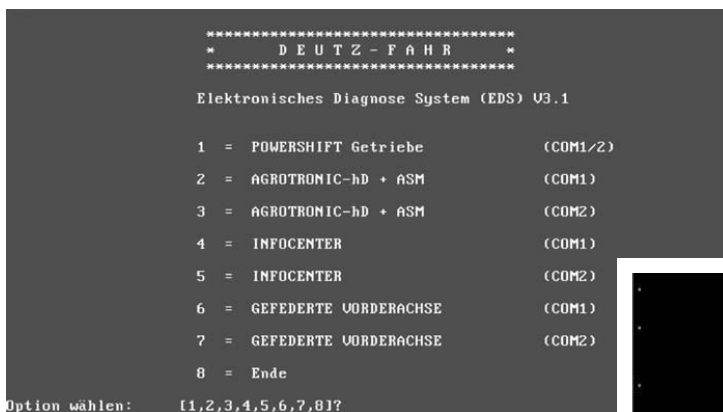 **********************************
* D E U T Z - F A H R *
**********************************
Elektronisches Diagnose System (EDS) V3.1
1 = POWERSHIFT Getriebe (COM1/2)
2 = AGROTRONIC-hD + ASM (COM1)
3 = AGROTRONIC-hD + ASM (COM2)
4 = INFOCENTER (COM1)
5 = INFOCENTER (COM2)
6 = GEFEDERTE VORDERACHSE (COM1)
7 = GEFEDERTE VORDERACHSE (COM2)
8 = Ende
Option wählen: [1,2,3,4,5,6,7,8]?